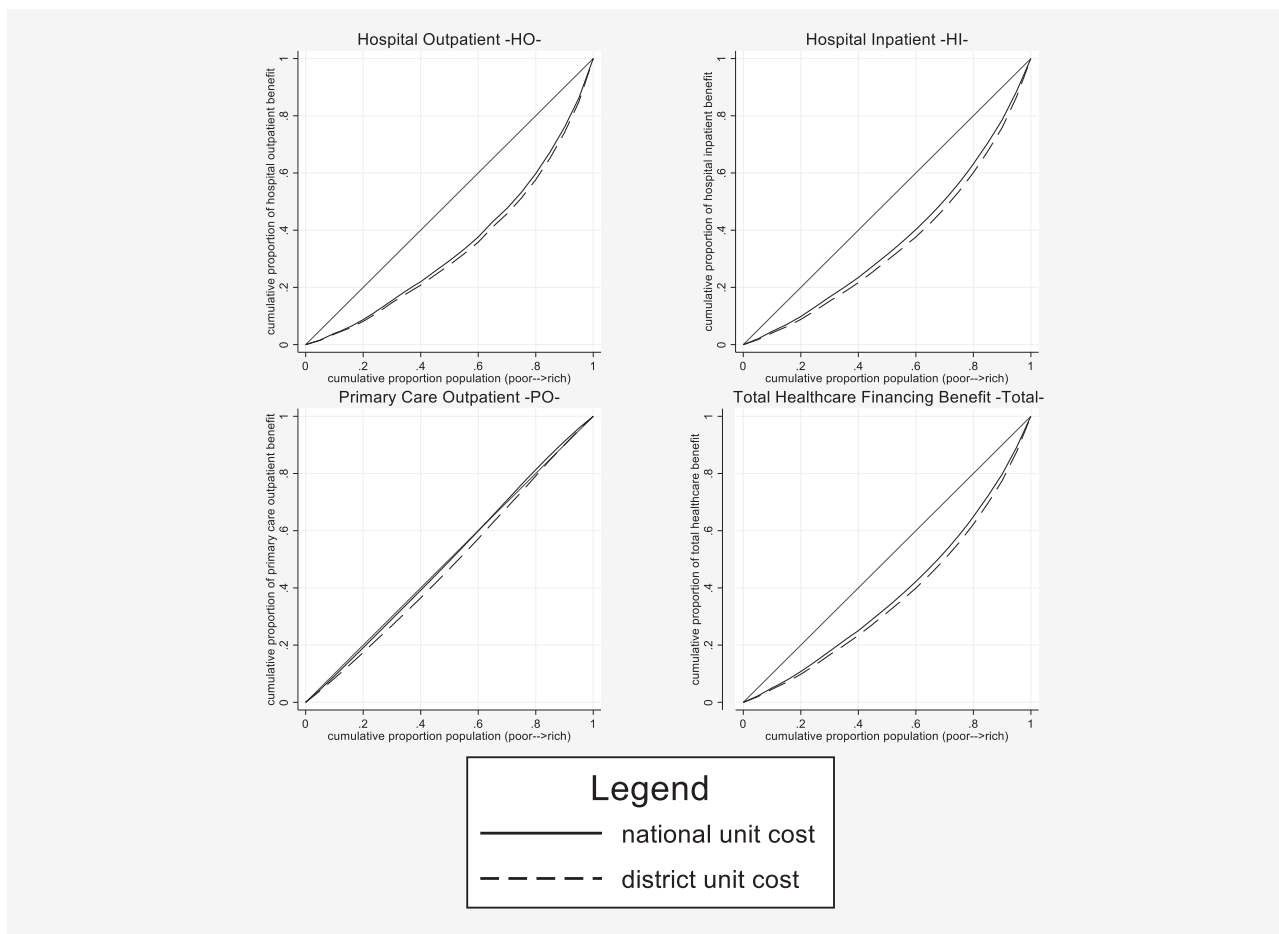 Hospital Outpatient -HO-
cumulative proportion of hospital outpatient benefit
1
.8
.6
.4
.2
0
0 .2 .4 .6 .8 1
cumulative proportion population (poor-->rich)
Hospital Inpatient -HI-
cumulative proportion of hospital inpatient benefit
1
.8
.6
.4
.2
0
0 .2 .4 .6 .8 1
cumulative proportion population (poor-->rich)
Primary Care Outpatient -PO-
cumulative proportion of primary care outpatient benefit
1
.8
.6
.4
.2
0
0 .2 .4 .6 .8 1
cumulative proportion population (poor-->rich)
Total Healthcare Financing Benefit -Total-
cumulative proportion of total healthcare benefit
1
.8
.6
.4
.2
0
0 .2 .4 .6 .8 1
cumulative proportion population (poor-->rich)
Legend
national unit cost
district unit cost